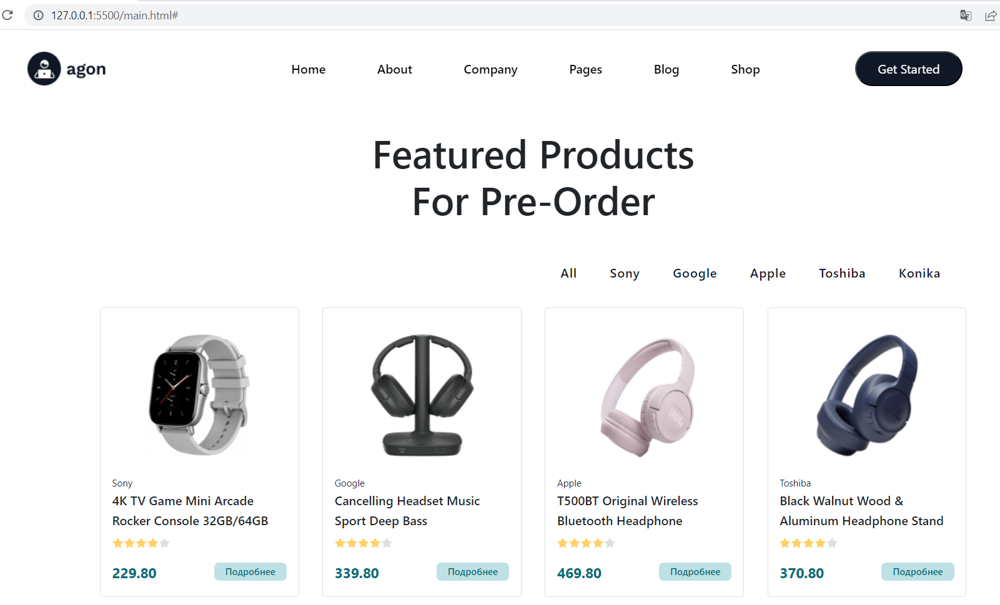 127.0.0.1:5500/main.html#
agon
Home About Company Pages Blog Shop
Get Started
Featured Products
For Pre-Order
All Sony Google Apple Toshiba Konika
Sony
4K TV Game Mini Arcade
Rocker Console 32GB/64GB
229.80
Подробнее
Google
Cancelling Headset Music
Sport Deep Bass
339.80
Подробнее
JBL
Apple
T500BT Original Wireless
Bluetooth Headphone
469.80
Подробнее
JBL
Toshiba
Black Walnut Wood &
Aluminum Headphone Stand
370.80
Подробнее